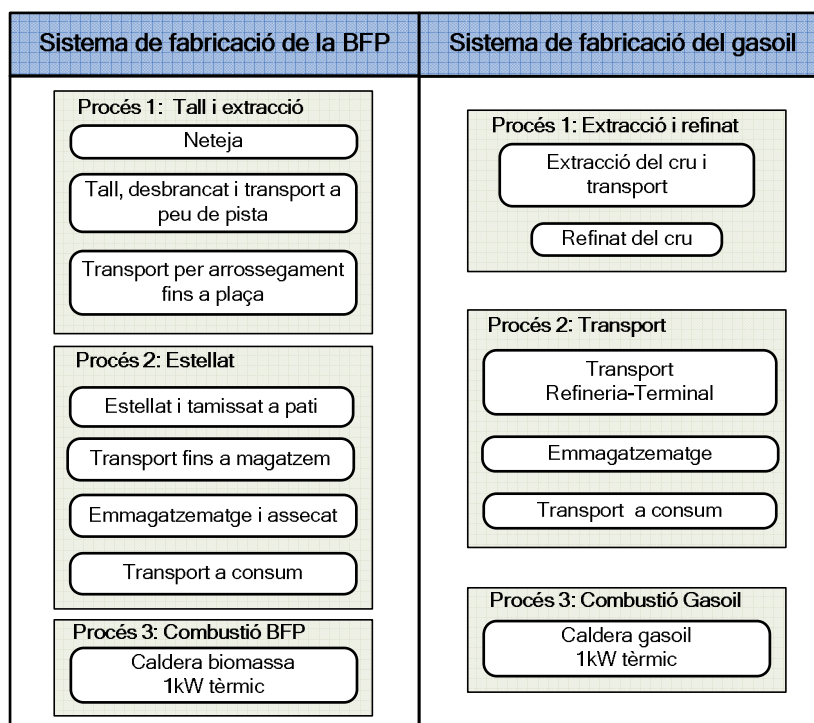 Sistema de fabricació de la BFP
Procés 1:  Tall i extracció
Neteja
Tall, desbrancat i transport a
peu de pista
Transport per arrossegament
fins a plaça
Procés 2: Estellat
Estellat i tamissat a pati
Transport fins a magatzem
Emmagatzematge i assecat
Transport a consum
Procés 3: Combustió BFP
Caldera biomassa
1kW tèrmic
Sistema de fabricació del gasoil
Procés 1: Extracció i refinat
Extracció del cru i
transport
Refinat del cru
Procés 2: Transport
Transport
Refineria-Terminal
Emmagatzematge
Transport  a consum
Procés 3: Combustió Gasoil
Caldera gasoil
1kW tèrmic